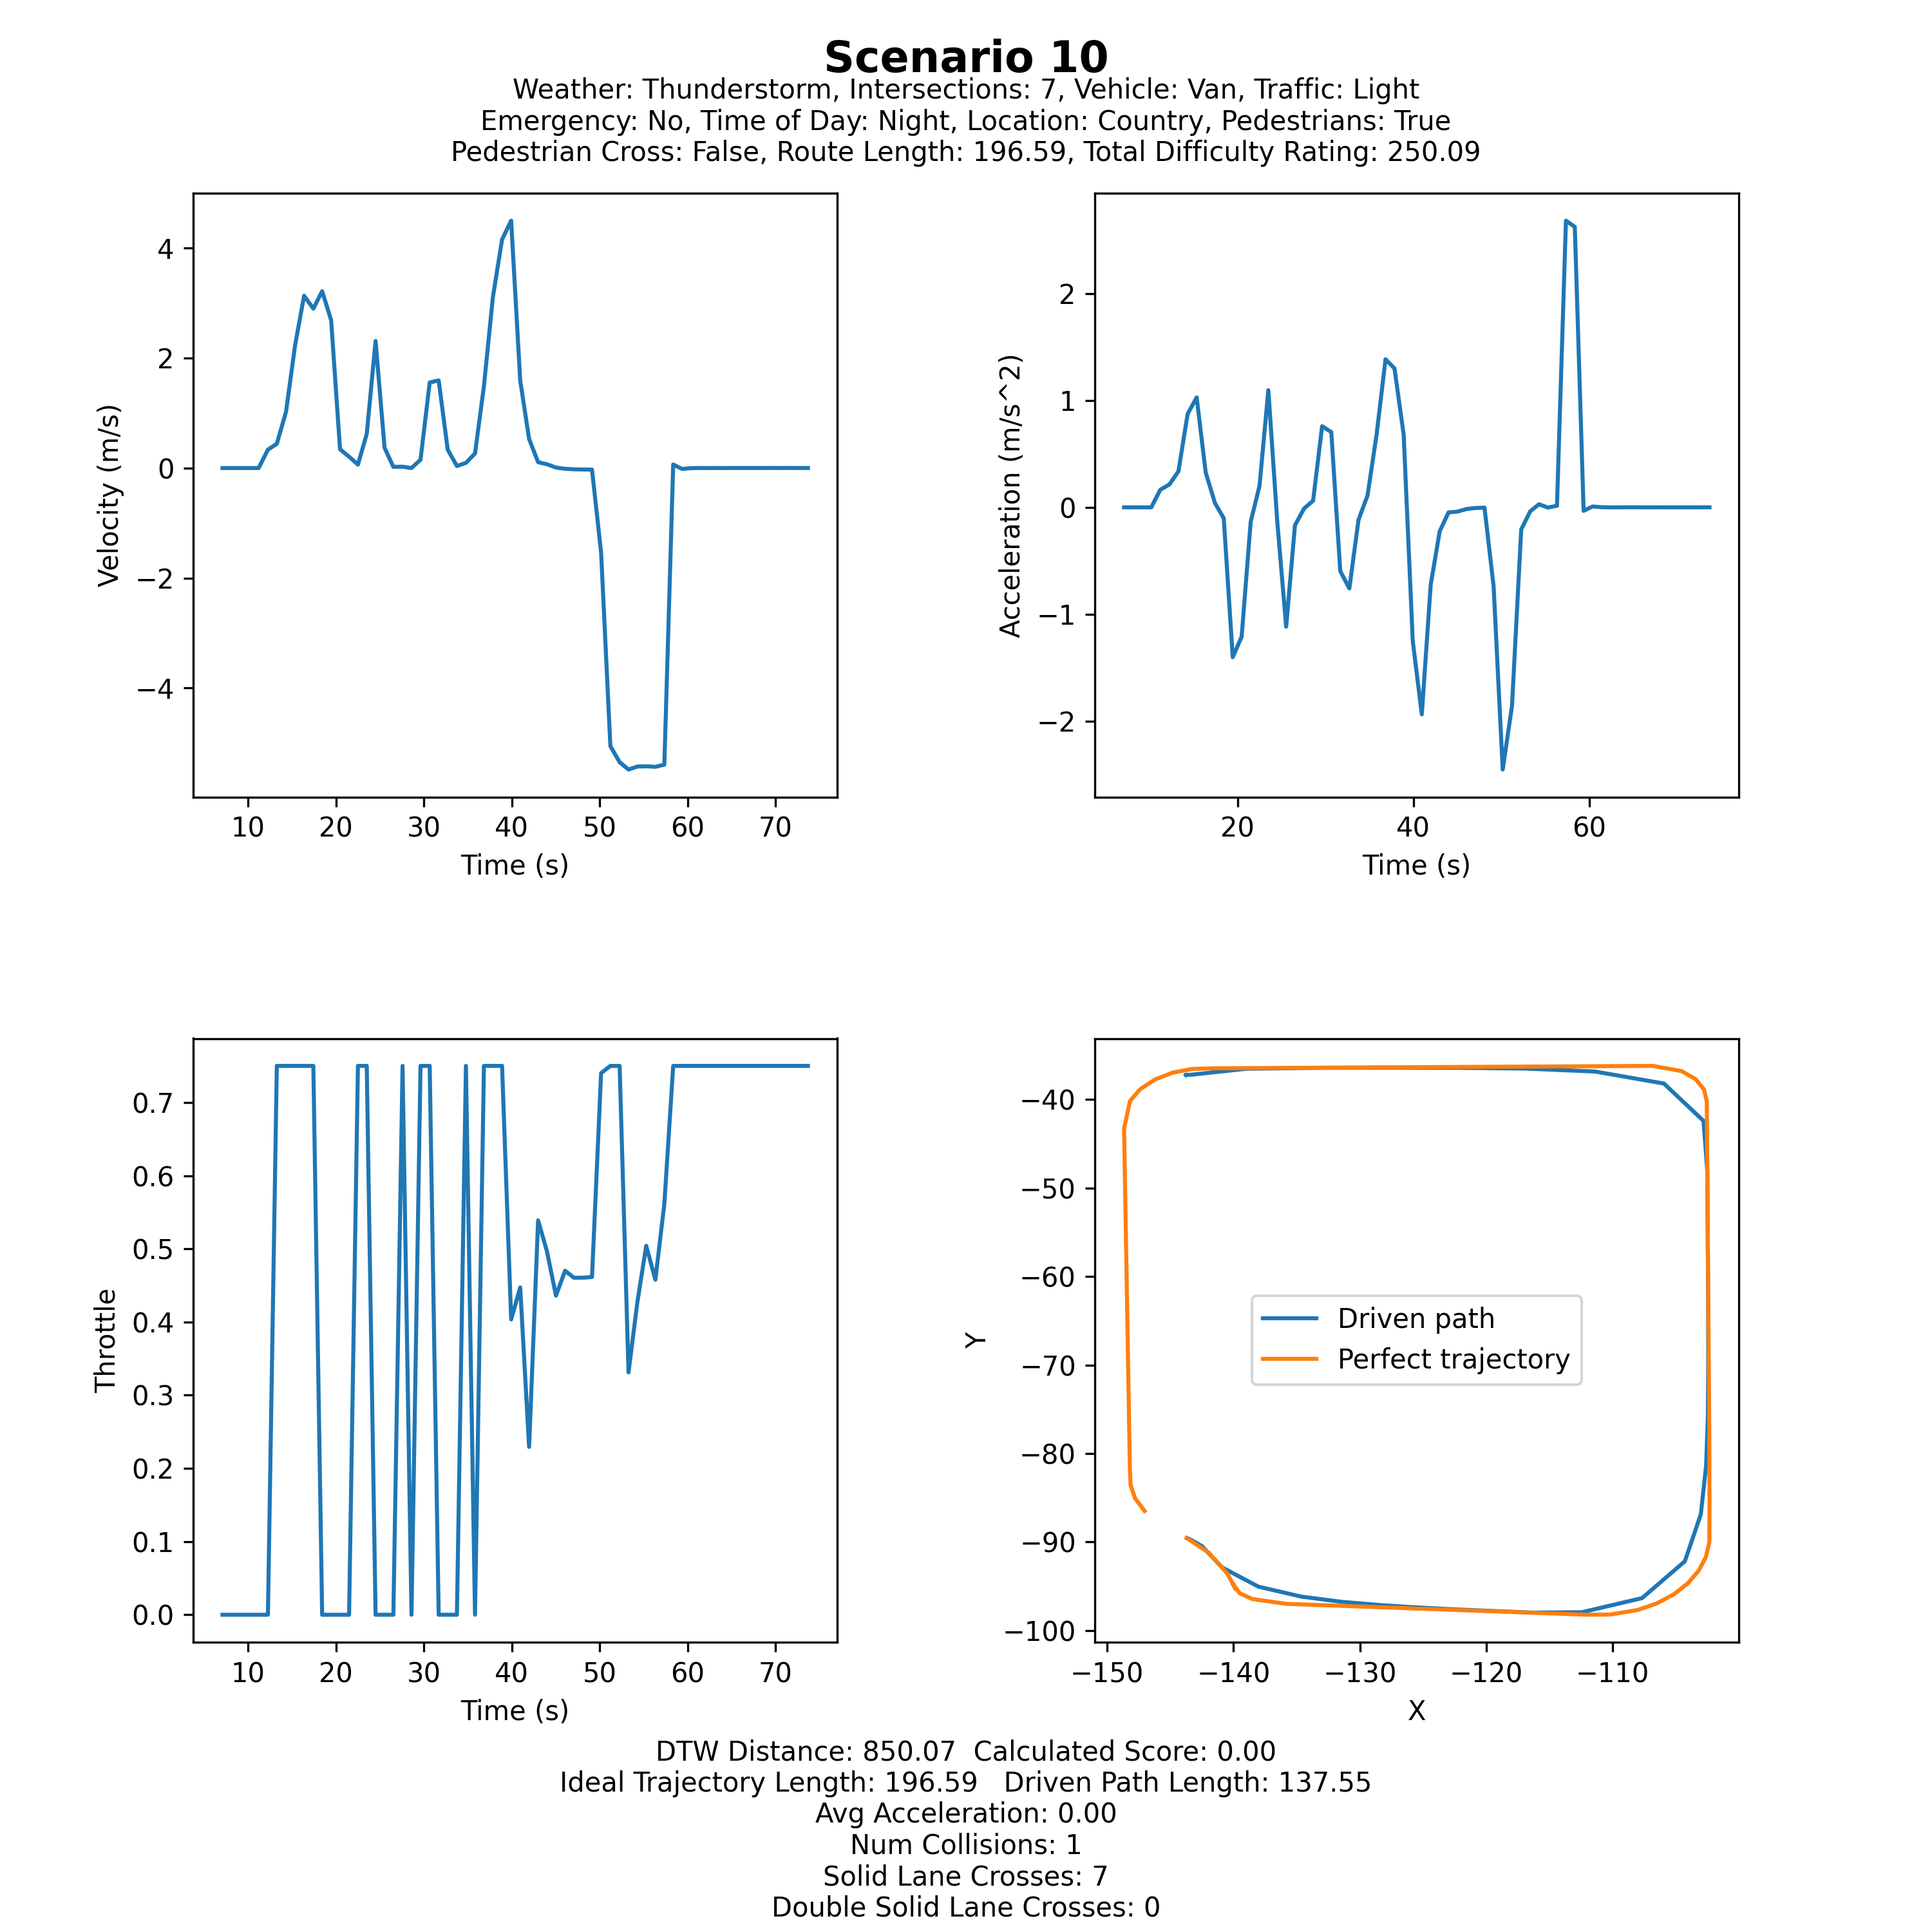 Scenario 10
Weather: Thunderstorm, Intersections: 7, Vehicle: Van, Traffic: Light
Emergency: No, Time of Day: Night, Location: Country, Pedestrians: True
Pedestrian Cross: False, Route Length: 196.59, Total Difficulty Rating: 250.09
Velocity (m/s)
4
2
0
−2
−4
10 20 30 40 50 60 70
Time (s)
Acceleration (m/s^2)
2
1
0
−1
−2
20 40 60
Time (s)
Throttle
0.7
0.6
0.5
0.4
0.3
0.2
0.1
0.0
10 20 30 40 50 60 70
Time (s)
Y
−40
−50
−60
−70
−80
−90
−100
Driven path
Perfect trajectory
−150 −140 −130 −120 −110
X
DTW Distance: 850.07 Calculated Score: 0.00
Ideal Trajectory Length: 196.59 Driven Path Length: 137.55
Avg Acceleration: 0.00
Num Collisions: 1
Solid Lane Crosses: 7
Double Solid Lane Crosses: 0